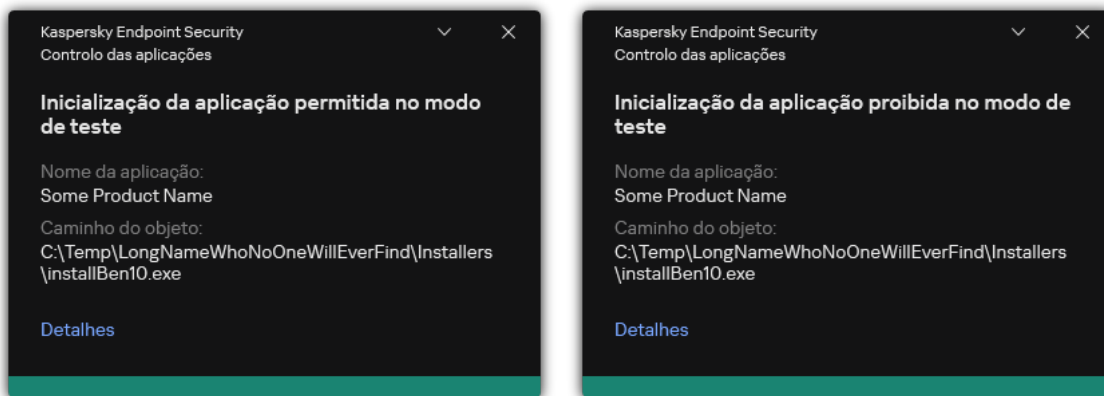 Kaspersky Endpoint Security
Controlo das aplicações
Inicialização da aplicação permitida no modo
de teste
Nome da aplicação:
Some Product Name
Caminho do objeto:
C:\Temp\LongNameWhoNoOneWillEverFind\Installers
\installBen10.exe
Detalhes
Kaspersky Endpoint Security
Controlo das aplicações
Inicialização da aplicação proibida no modo de
teste
Nome da aplicação:
Some Product Name
Caminho do objeto:
C:\Temp\LongNameWhoNoOneWillEverFind\Installers
\installBen10.exe
Detalhes